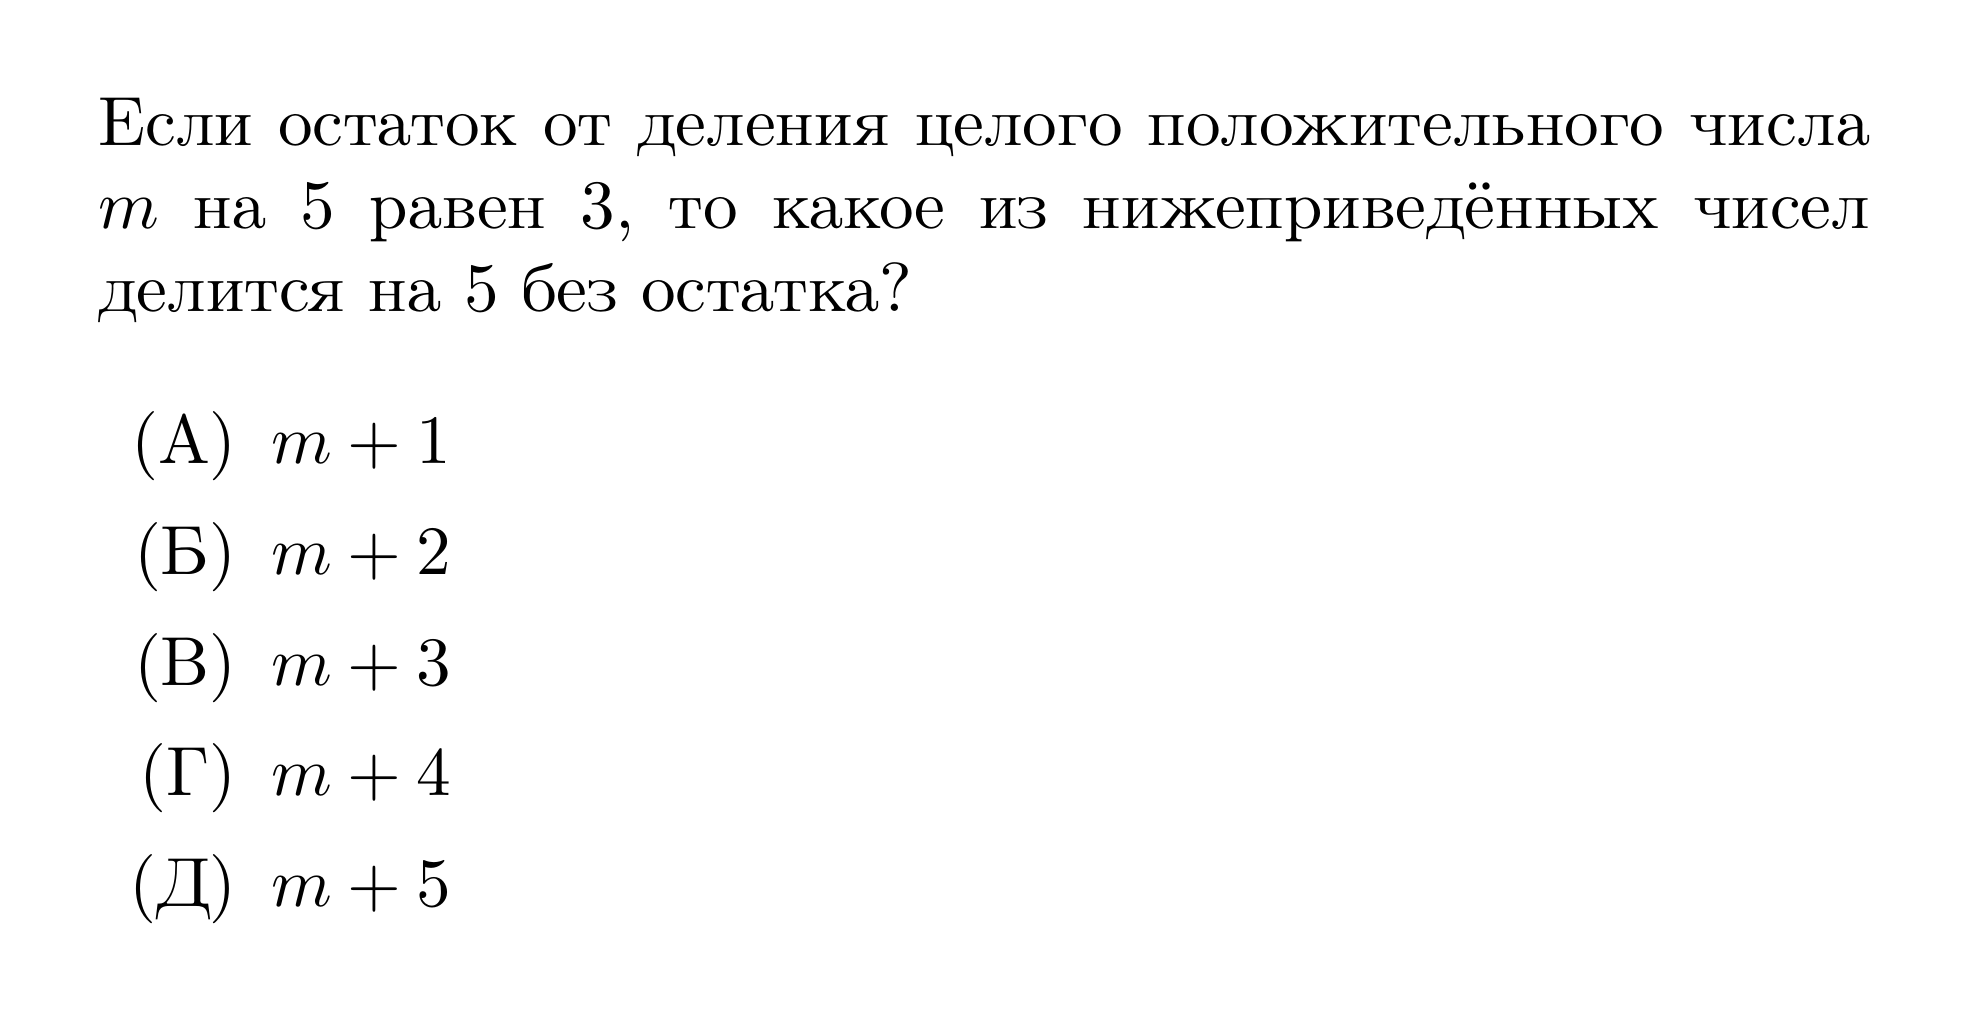 Если остаток от деления целого положительного числа
m на 5 равен 3, то какое из нижеприведённых чисел
делится на 5 без остатка?
(А) m + 1
(Б) m + 2
(В) m + 3
(Г) m + 4
(Д) m + 5